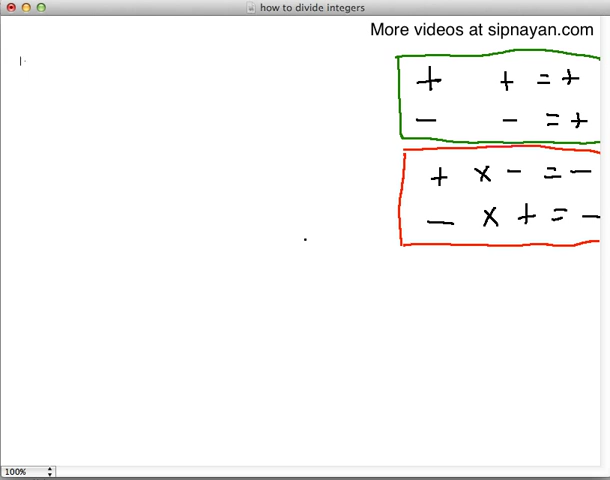 how to divide integers
More videos at sipnayan.com
+ + = +
- - = +
+ x - = -
- x + = -
100%